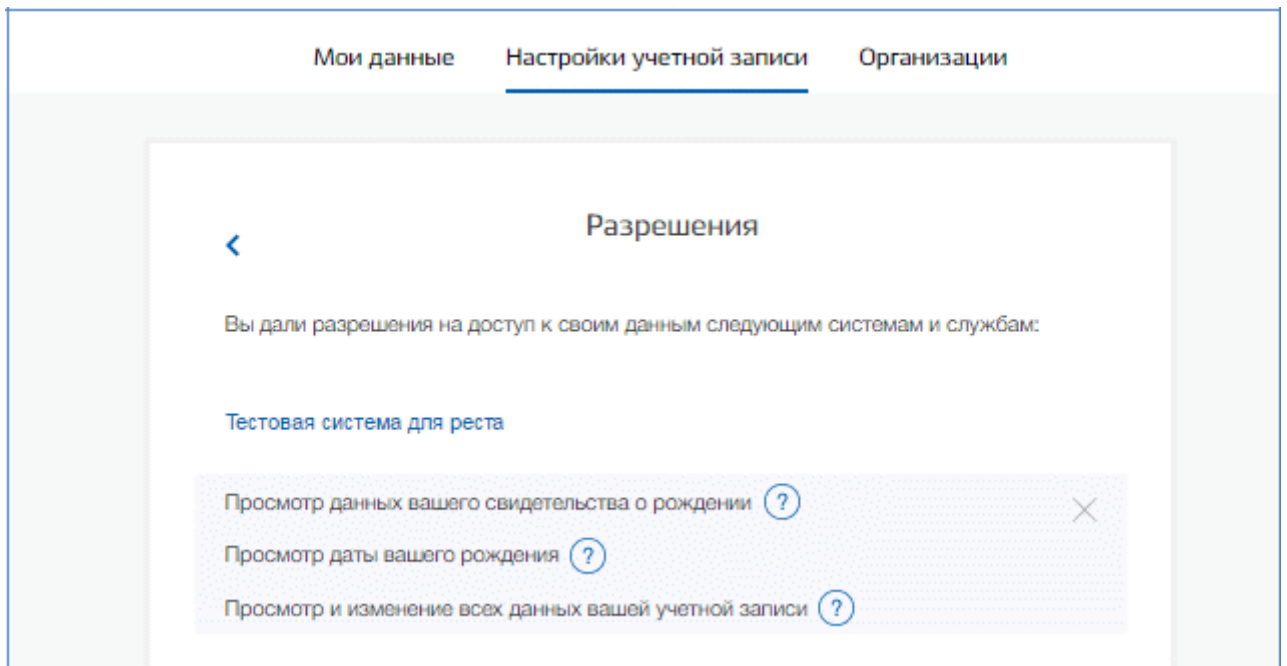 Мои данные Настройки учетной записи Организации
Разрешения
Вы дали разрешения на доступ к своим данным следующим системам и службам:
Тестовая система для реста
Просмотр данных вашего свидетельства о рождении ?
Просмотр даты вашего рождения ?
Просмотр и изменение всех данных вашей учетной записи ?